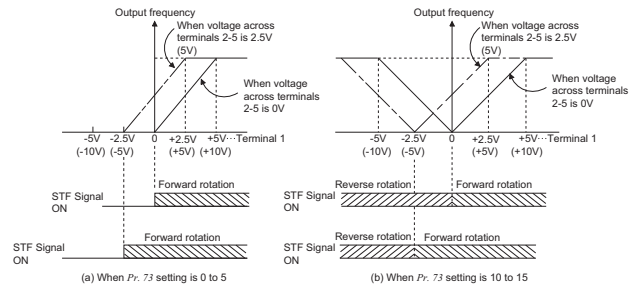 Output frequency
When voltage across
terminals 2-5 is 2.5V
(5V)
When voltage
across terminals
2-5 is 0V
-5V -2.5V 0 +2.5V +5V···Terminal 1
(-10V) (-5V) (+5V) (+10V)
Forward rotation
STF Signal
ON
Forward rotation
STF Signal
ON
(a) When Pr. 73 setting is 0 to 5
Output frequency
When voltage across
terminals 2-5 is 2.5V
(5V)
When voltage
across terminals
2-5 is 0V
-5V -2.5V 0 +2.5V +5V···Terminal 1
(-10V) (-5V) (+5V) (+10V)
Reverse rotation Forward rotation
STF Signal
ON
Reverse rotation Forward rotation
STF Signal
ON
(b) When Pr. 73 setting is 10 to 15